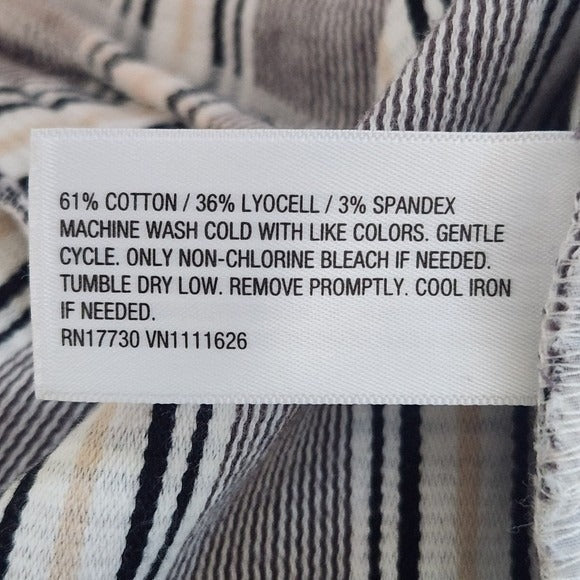 61% COTTON / 36% LYOCELL / 3% SPANDEX
MACHINE WASH COLD WITH LIKE COLORS. GENTLE
CYCLE. ONLY NON-CHLORINE BLEACH IF NEEDED.
TUMBLE DRY LOW. REMOVE PROMPTLY. COOL IRON
IF NEEDED.
RN17730 VN1111626